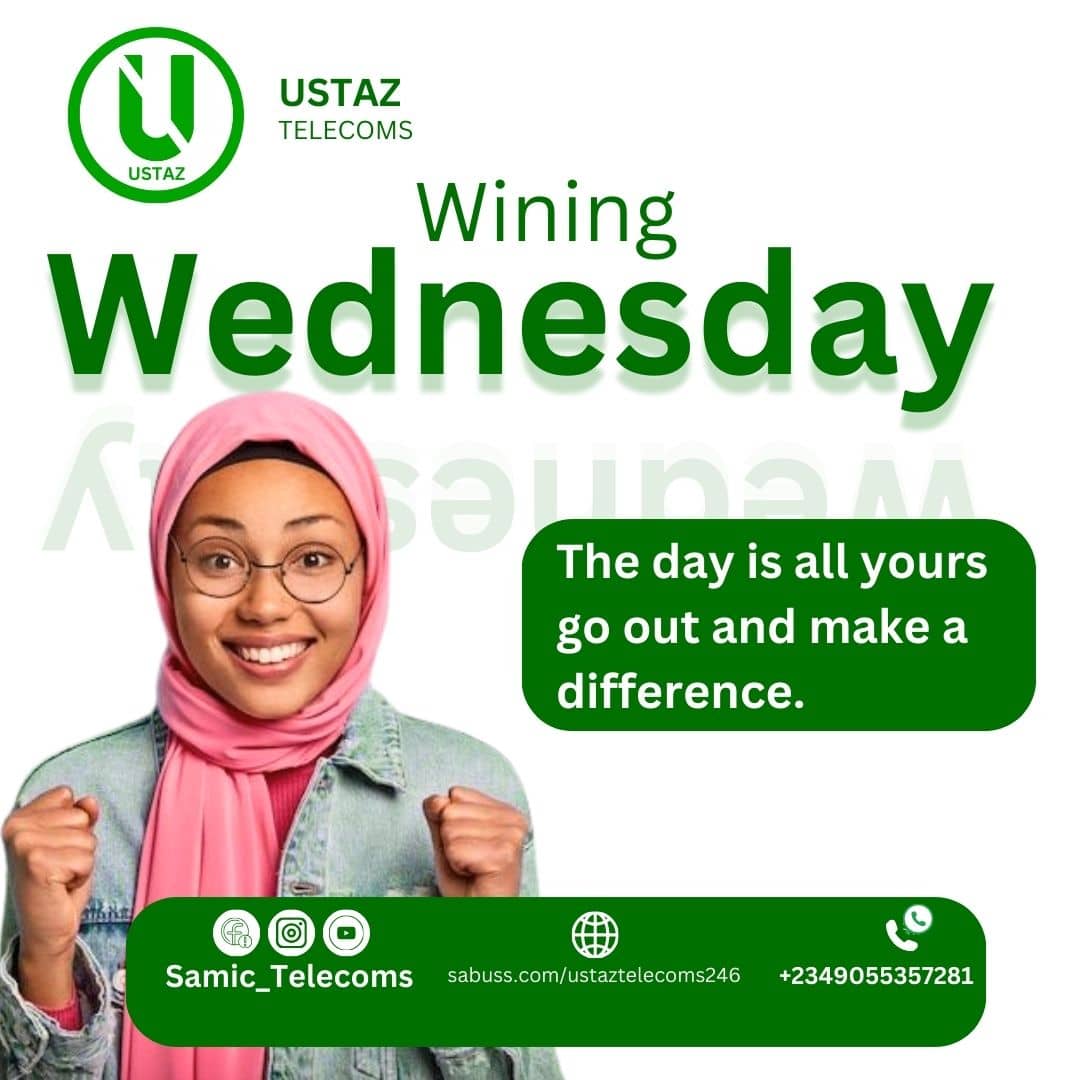 USTAZ
USTAZ
TELECOMS
Wining
Wednesday
Wednesday
The day is all yours
go out and make a
difference.
Samic_Telecoms
sabuss.com/ustaztelecoms246
+2349055357281